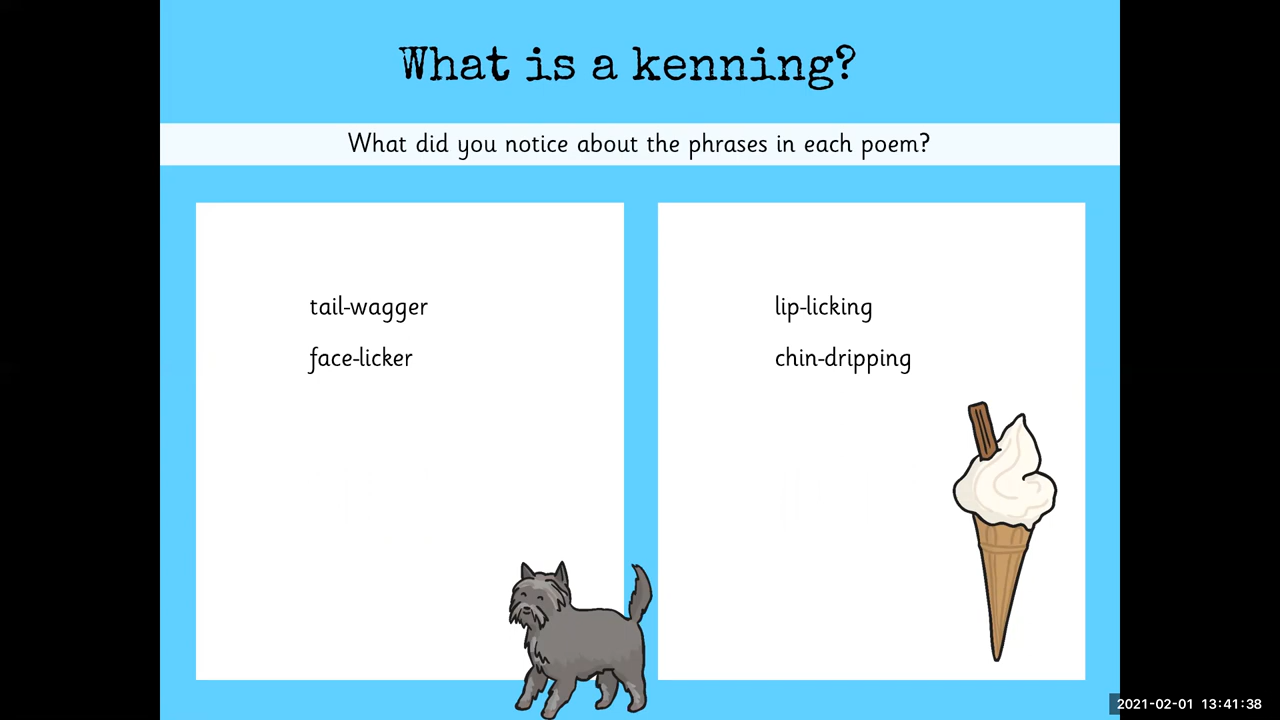 What is a kenning?
What did you notice about the phrases in each poem?
tail-wagger
face-licker
lip-licking
chin-dripping
2021-02-01 13:41:38